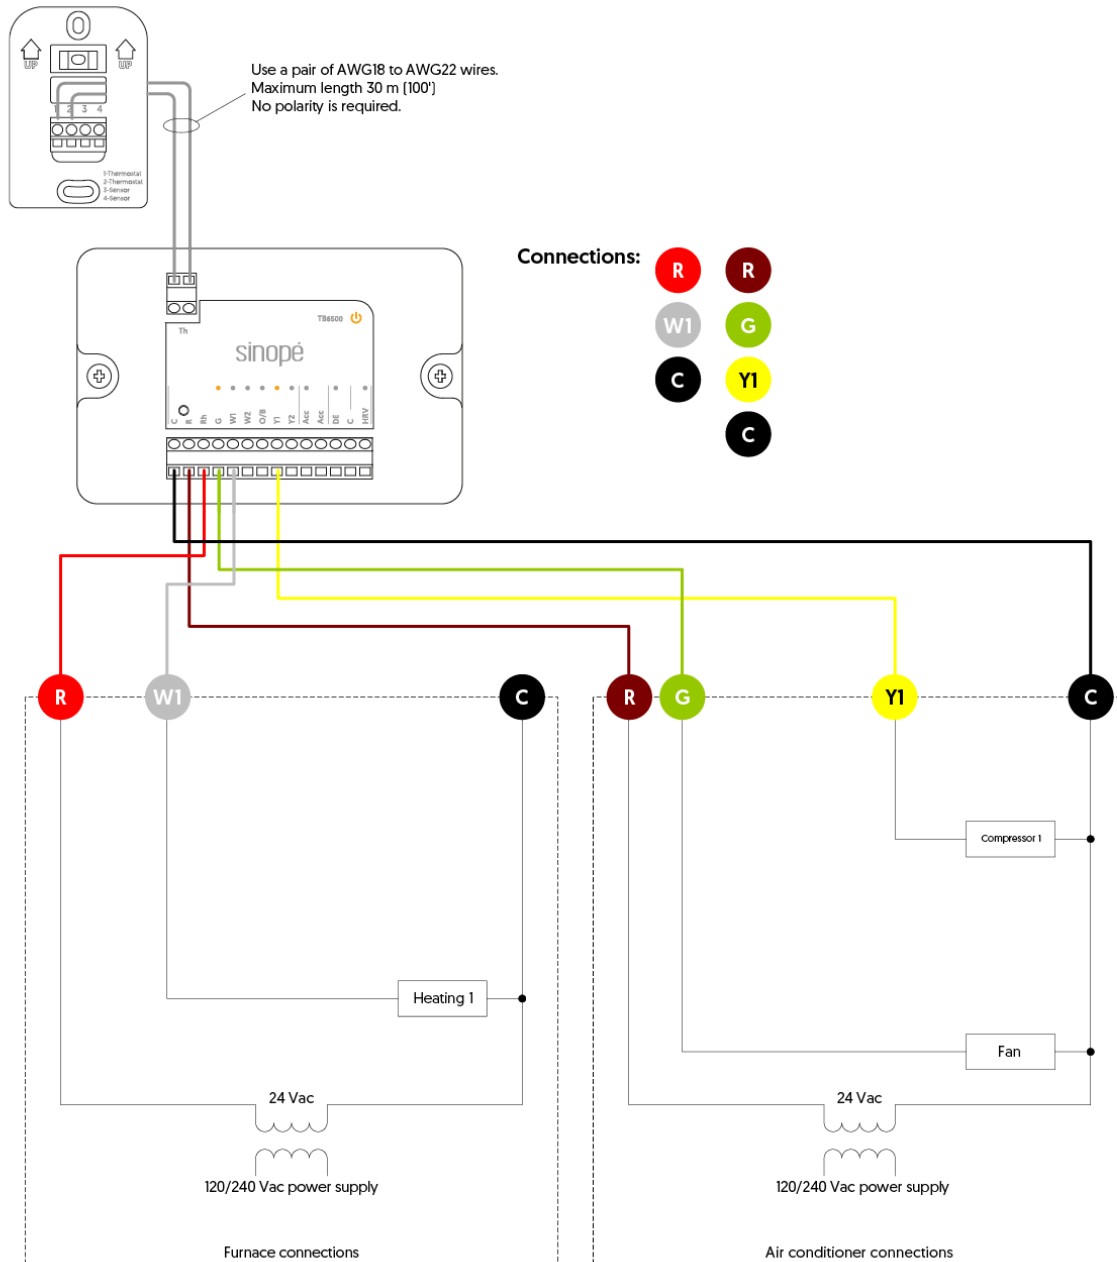 UP
UP
Use a pair of AWG18 to AWG22 wires.
Maximum length 30 m (100')
No polarity is required.
1 2 3 4
1-Thermostat
2-Thermostat
3-Sensor
4-Sensor
Connections:
R R
W1 G
C Y1
C
Th
TB6500
sinopé
C R Rh G W1 W2 O/B Y1 Y2 Acc Acc DE C HRV
R W1 C R G Y1 C
Compressor 1
Heating 1
Fan
24 Vac 24 Vac
120/240 Vac power supply 120/240 Vac power supply
Furnace connections Air conditioner connections